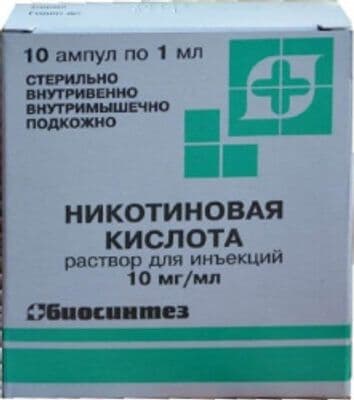 10 ампул по 1 мл
СТЕРИЛЬНО
ВНУТРИВЕННО
ВНУТРИМЫШЕЧНО
ПОДКОЖНО
НИКОТИНОВАЯ
КИСЛОТА
раствор для инъекций
10 мг/мл
биосинтез